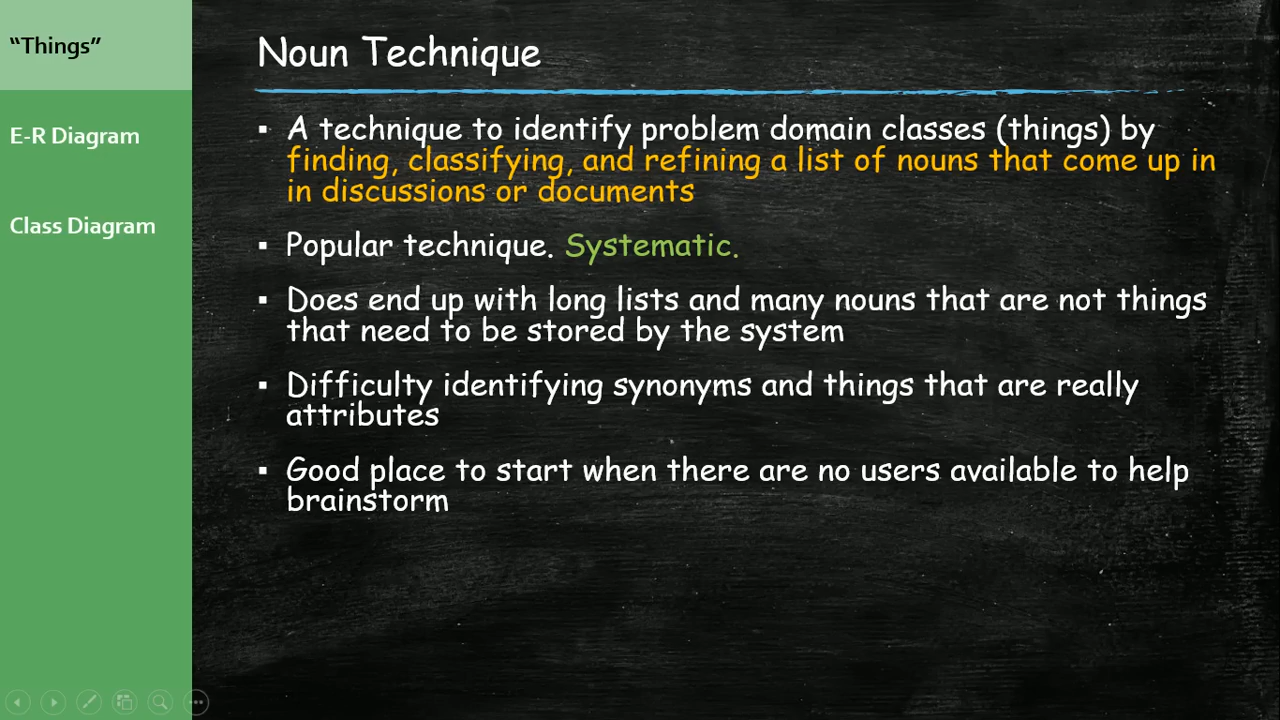 “Things”
E-R Diagram
Class Diagram
Noun Technique
▪ A technique to identify problem domain classes (things) by
finding, classifying, and refining a list of nouns that come up in
in discussions or documents
▪ Popular technique. Systematic.
▪ Does end up with long lists and many nouns that are not things
that need to be stored by the system
▪ Difficulty identifying synonyms and things that are really
attributes
▪ Good place to start when there are no users available to help
brainstorm